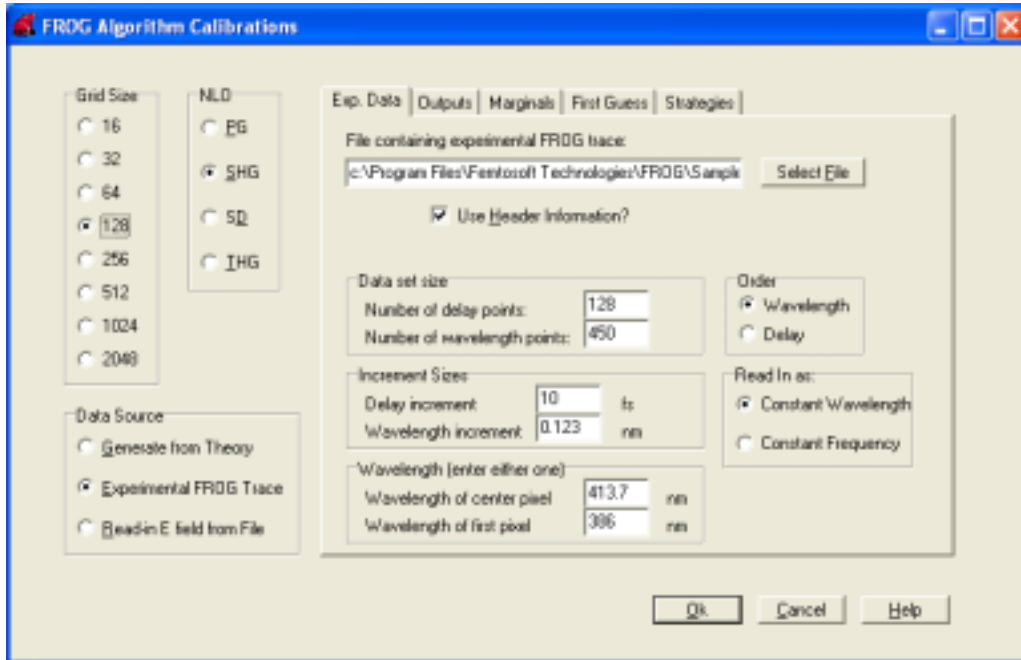 FROG Algorithm Calibrations
Grid Size
16
32
64
128
256
512
1024
2048
NLO
PG
SHG
SD
THG
Data Source
Generate from Theory
Experimental FROG Trace
Read-in E field from File
Exp. Data Outputs Marginals First Guess Strategies
File containing experimental FROG trace:
c:\Program Files\Femtosoft Technologies\FROG\Sample Select File
Use Header Information?
Data set size
Number of delay points: 128
Number of wavelength points: 450
Order
Wavelength
Delay
Increment Sizes
Delay increment 10 fs
Wavelength increment 0.123 nm
Read In as:
Constant Wavelength
Constant Frequency
Wavelength (enter either one)
Wavelength of center pixel 413.7 nm
Wavelength of first pixel 386 nm
Ok Cancel Help